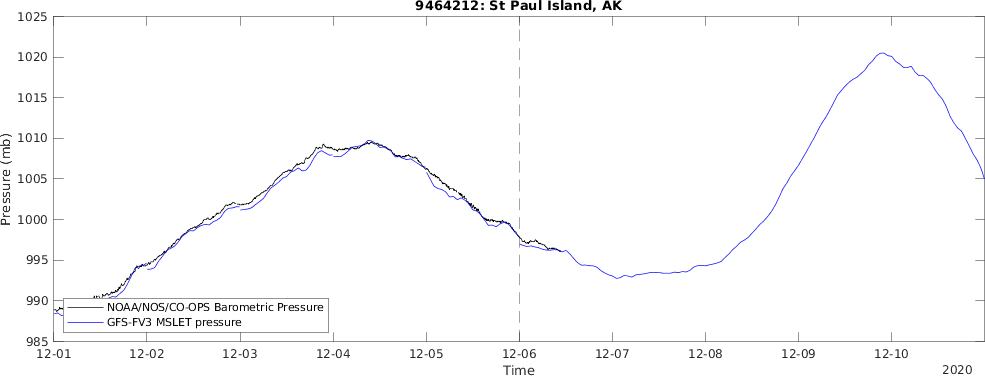 9464212: St Paul Island, AK
Pressure (mb)
1025
1020
1015
1010
1005
1000
995
990
985
NOAA/NOS/CO-OPS Barometric Pressure
GFS-FV3 MSLET pressure
12-01 12-02 12-03 12-04 12-05 12-06 12-07 12-08 12-09 12-10
Time
2020